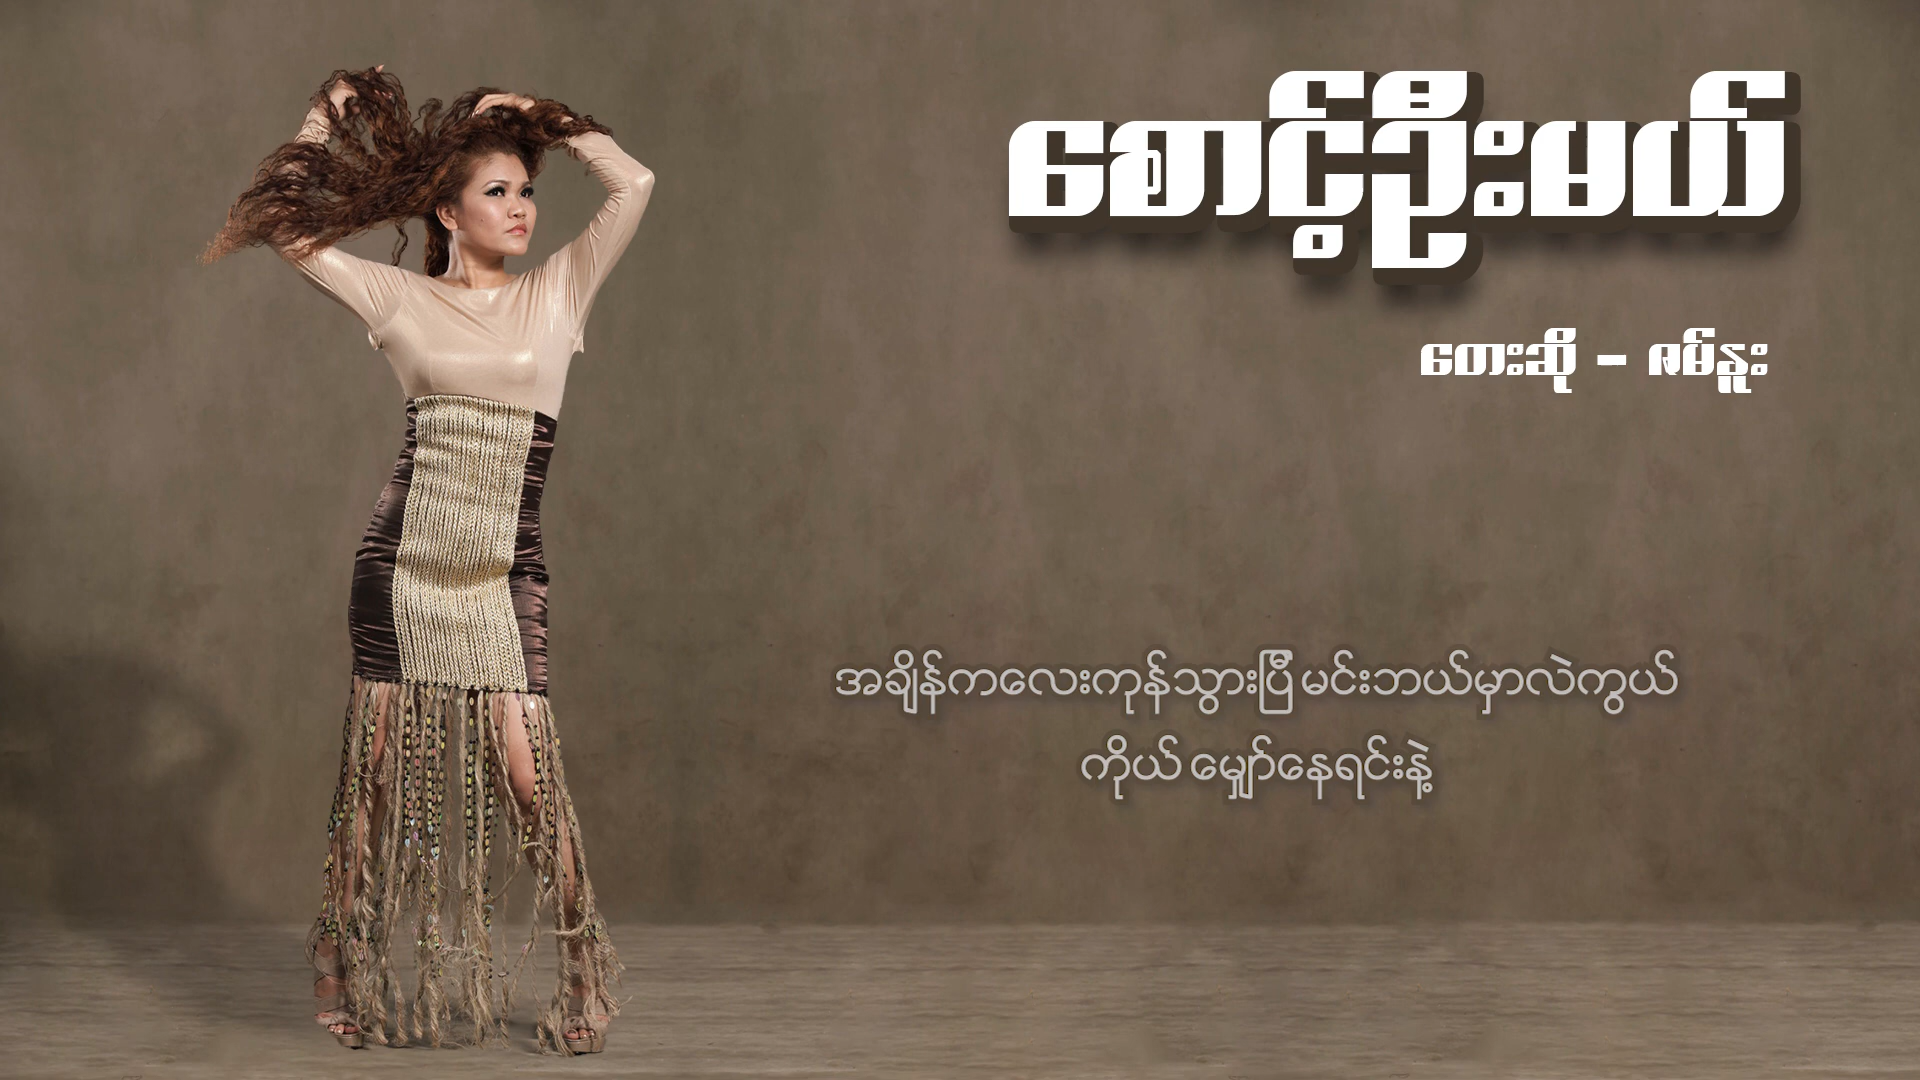 စောင့်ဦးမယ်
တေးဆို - ဇမ်နူး
အချိန်ကလေးကုန်သွားပြီ မင်းဘယ်မှာလဲကွယ်
ကိုယ် မျှော်နေရင်းနဲ့